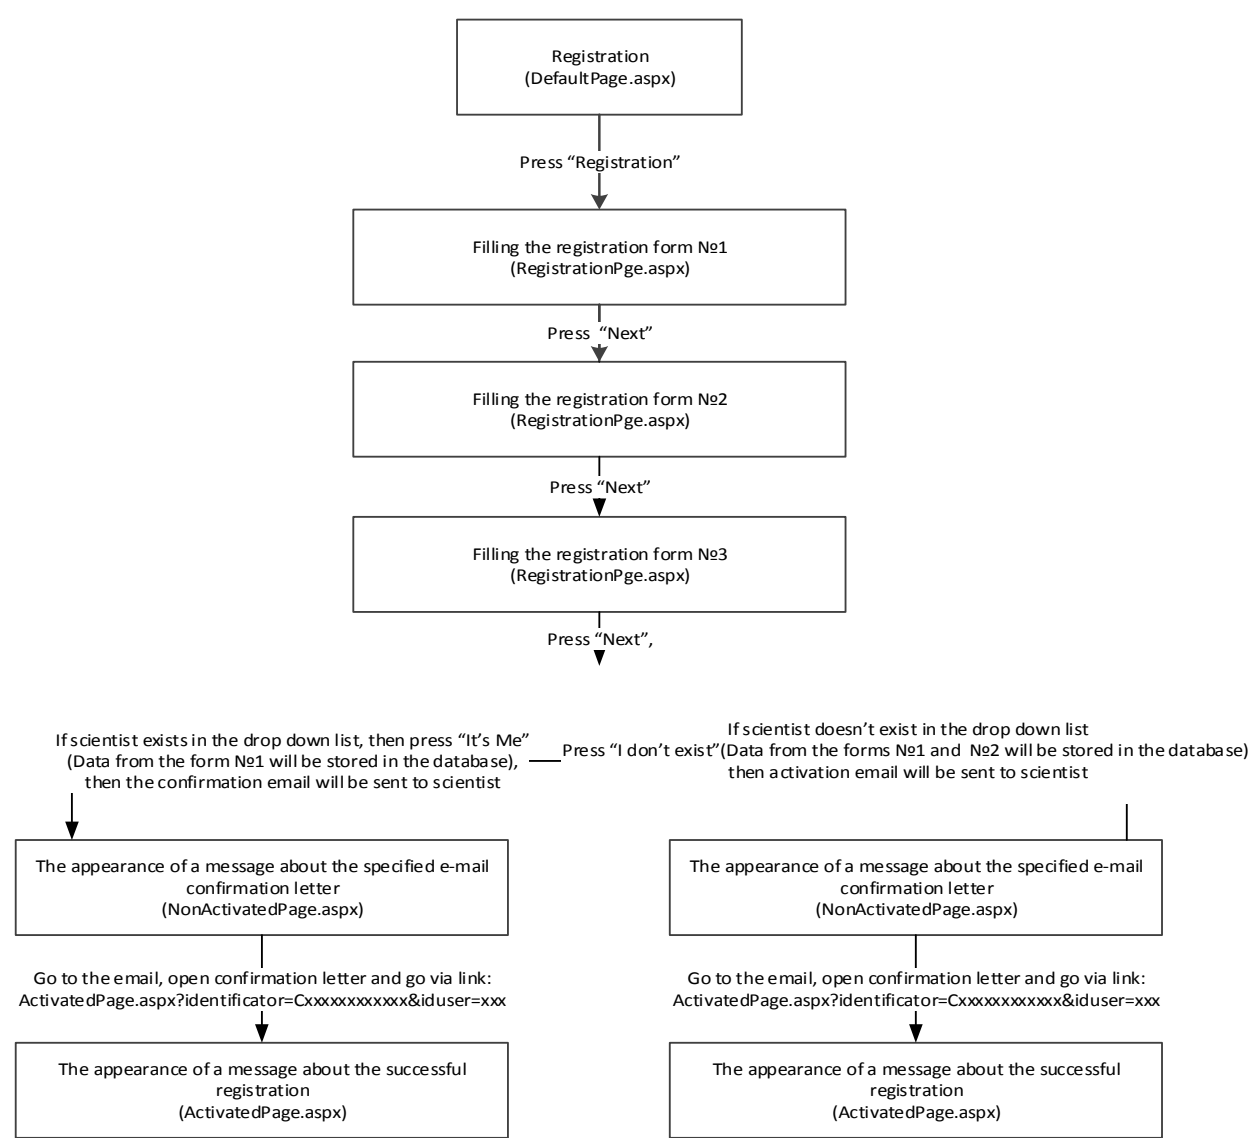 Registration
(DefaultPage.aspx)
Press “Registration”
Filling the registration form №1
(RegistrationPge.aspx)
Press “Next”
Filling the registration form №2
(RegistrationPge.aspx)
Press “Next”
Filling the registration form №3
(RegistrationPge.aspx)
Press “Next”,
If scientist exists in the drop down list, then press “It’s Me”
(Data from the form №1 will be stored in the database),
then the confirmation email will be sent to scientist
If scientist doesn’t exist in the drop down list
Press “I don’t exist”(Data from the forms №1 and №2 will be stored in the database)
then activation email will be sent to scientist
The appearance of a message about the specified e-mail
confirmation letter
(NonActivatedPage.aspx)
The appearance of a message about the specified e-mail
confirmation letter
(NonActivatedPage.aspx)
Go to the email, open confirmation letter and go via link:
ActivatedPage.aspx?identificator=Cxxxxxxxxxxxx&iduser=xxx
Go to the email, open confirmation letter and go via link:
ActivatedPage.aspx?identificator=Cxxxxxxxxxxxx&iduser=xxx
The appearance of a message about the successful
registration
(ActivatedPage.aspx)
The appearance of a message about the successful
registration
(ActivatedPage.aspx)